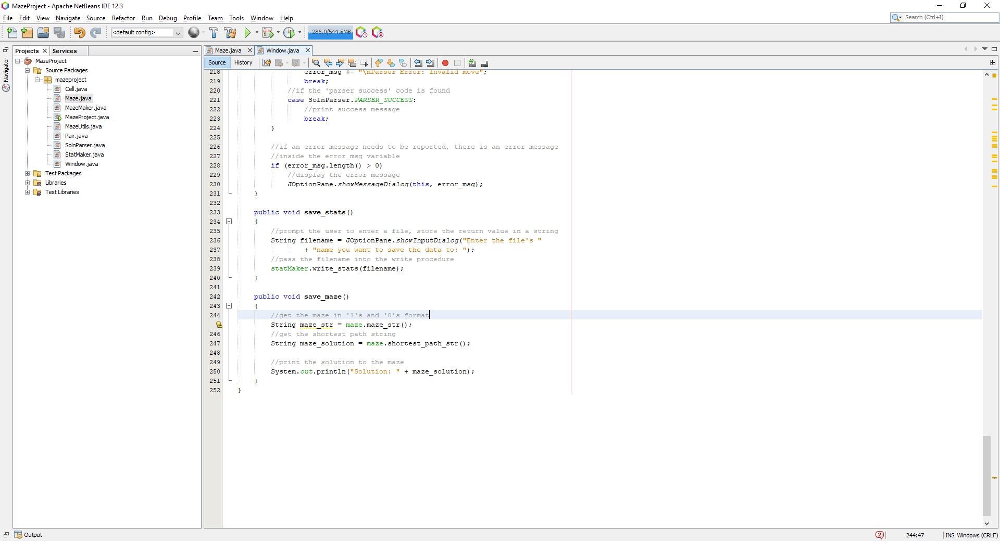 MazeProject - Apache NetBeans IDE 12.3
File Edit View Navigate Source Refactor Run Debug Profile Team Tools Window Help
Search (Ctrl+I)
<default config>
286.0/544.5MB
Projects Services
Navigator
MazeProject
Source Packages
mazeproject
Cell.java
Maze.java
MazeMaker.java
MazeProject.java
MazeUtils.java
Pair.java
SolnParser.java
StatMaker.java
Window.java
Test Packages
Libraries
Test Libraries
Maze.java Window.java
Source History
218 error_msg += "\nParser Error: Invalid move";
219 break;
220 //if the 'parser success' code is found
221 case SolnParser.PARSER_SUCCESS:
222 //print success message
223 break;
224 }
225
226 //if an error message needs to be reported, there is an error message
227 //inside the error_msg variable
228 if (error_msg.length() > 0)
229 //display the error message
230 JOptionPane.showMessageDialog(this, error_msg);
231 }
232
233 public void save_stats()
234 {
235 //prompt the user to enter a file, store the return value in a string
236 String filename = JOptionPane.showInputDialog("Enter the file's "
237 + "name you want to save the data to: ");
238 //pass the filename into the write procedure
239 statMaker.write_stats(filename);
240 }
241
242 public void save_maze()
243 {
244 //get the maze in '1's and '0's format
String maze_str = maze.maze_str();
246 //get the shortest path string
247 String maze_solution = maze.shortest_path_str();
248
249 //print the solution to the maze
250 System.out.println("Solution: " + maze_solution);
251 }
252 }
Output
2
244:47
INS Windows (CRLF)